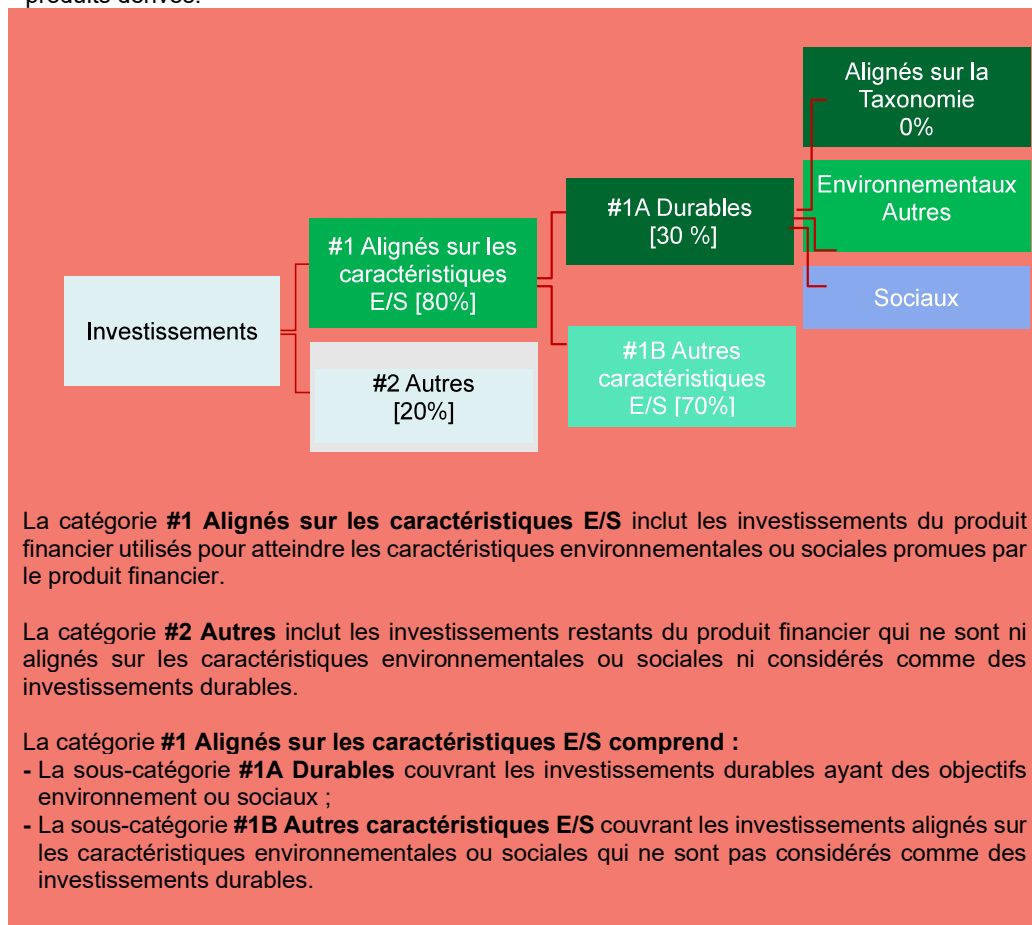 produits dérivés.
Alignés sur la
Taxonomie
0%
Environnementaux
Autres
#1A Durables
[30 %]
#1 Alignés sur les
caractéristiques
E/S [80%]
Sociaux
Investissements
#1B Autres
caractéristiques
E/S [70%]
#2 Autres
[20%]
La catégorie #1 Alignés sur les caractéristiques E/S inclut les investissements du produit
financier utilisés pour atteindre les caractéristiques environnementales ou sociales promues par
le produit financier.
La catégorie #2 Autres inclut les investissements restants du produit financier qui ne sont ni
alignés sur les caractéristiques environnementales ou sociales ni considérés comme des
investissements durables.
La catégorie #1 Alignés sur les caractéristiques E/S comprend :
- La sous-catégorie #1A Durables couvrant les investissements durables ayant des objectifs
environnement ou sociaux ;
- La sous-catégorie #1B Autres caractéristiques E/S couvrant les investissements alignés sur
les caractéristiques environnementales ou sociales qui ne sont pas considérés comme des
investissements durables.